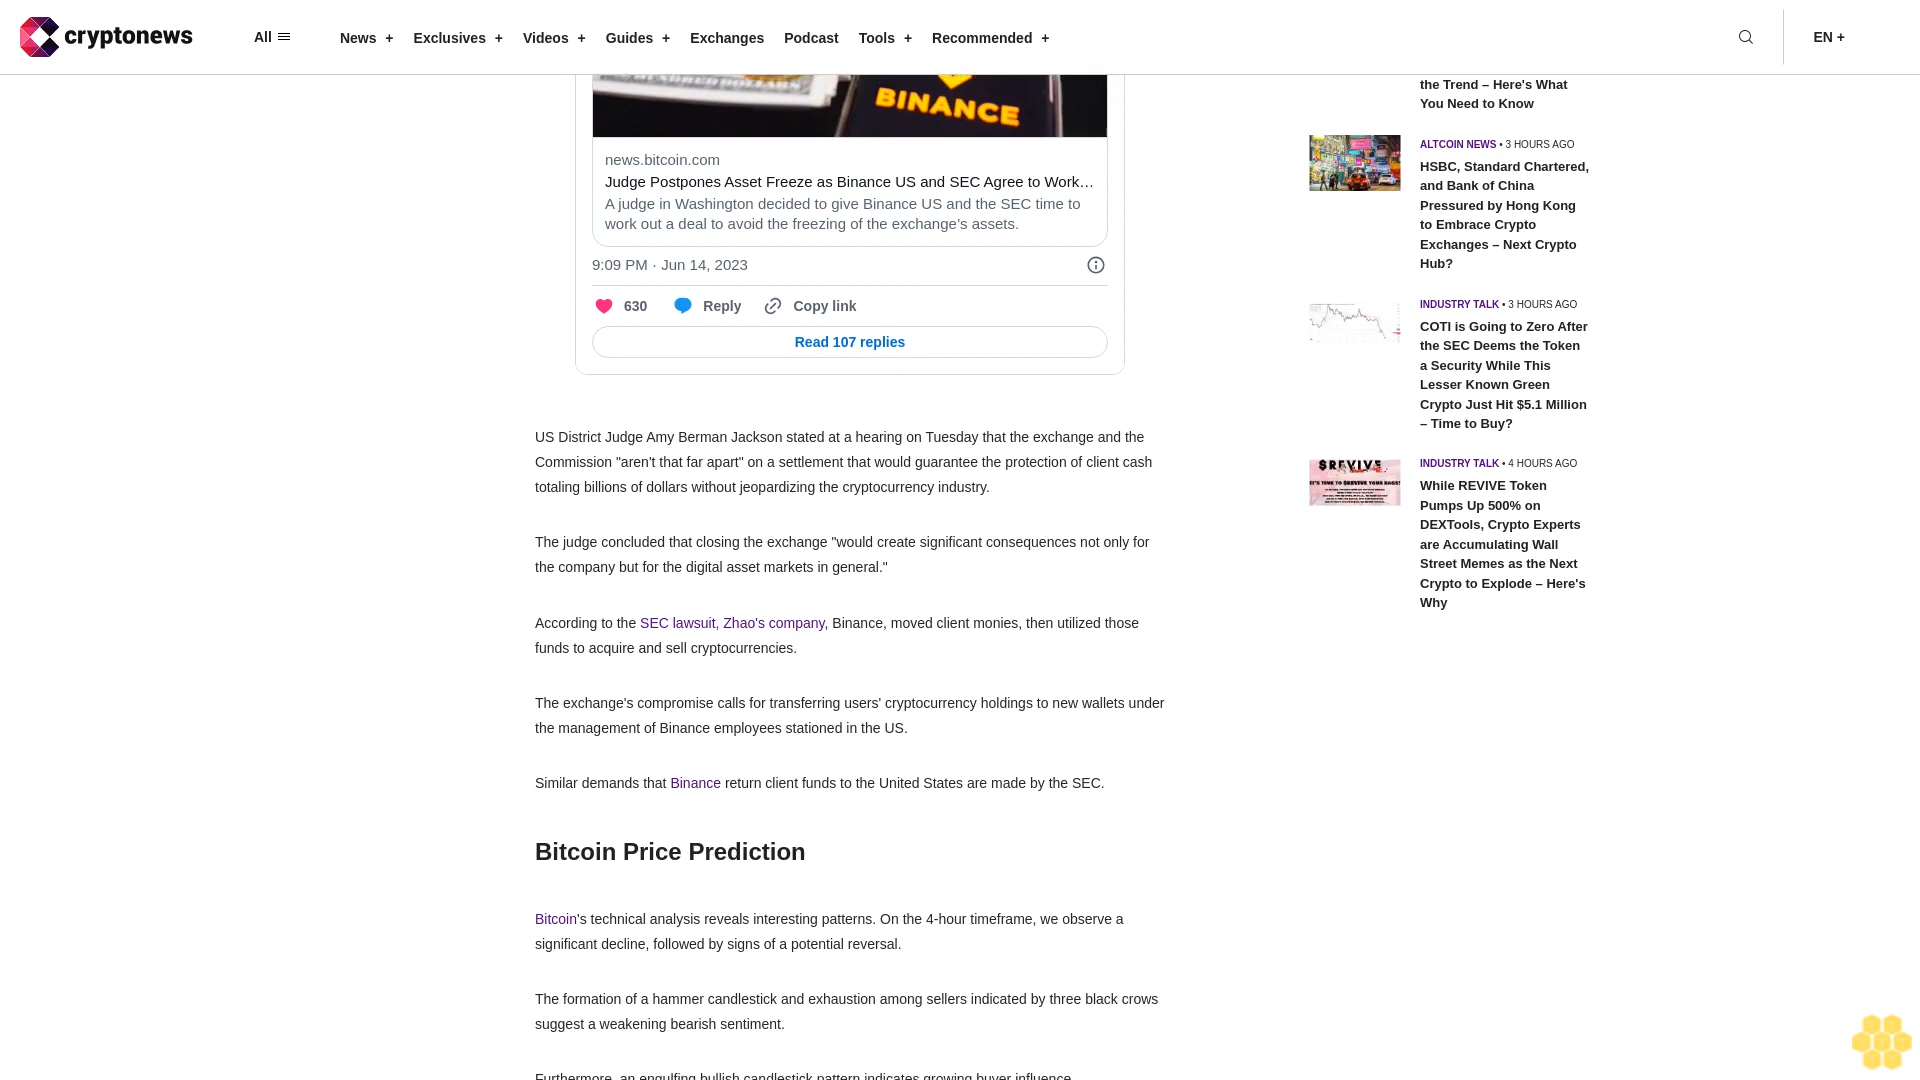 cryptonews
All
News +
Exclusives +
Videos +
Guides +
Exchanges
Podcast
Tools +
Recommended +
EN +
BINANCE
news.bitcoin.com
Judge Postpones Asset Freeze as Binance US and SEC Agree to Work…
A judge in Washington decided to give Binance US and the SEC time to
work out a deal to avoid the freezing of the exchange’s assets.
9:09 PM · Jun 14, 2023
630
Reply
Copy link
Read 107 replies
US District Judge Amy Berman Jackson stated at a hearing on Tuesday that the exchange and the
Commission "aren't that far apart" on a settlement that would guarantee the protection of client cash
totaling billions of dollars without jeopardizing the cryptocurrency industry.
The judge concluded that closing the exchange "would create significant consequences not only for
the company but for the digital asset markets in general."
According to the SEC lawsuit, Zhao's company, Binance, moved client monies, then utilized those
funds to acquire and sell cryptocurrencies.
The exchange's compromise calls for transferring users' cryptocurrency holdings to new wallets under
the management of Binance employees stationed in the US.
Similar demands that Binance return client funds to the United States are made by the SEC.
Bitcoin Price Prediction
Bitcoin's technical analysis reveals interesting patterns. On the 4-hour timeframe, we observe a
significant decline, followed by signs of a potential reversal.
The formation of a hammer candlestick and exhaustion among sellers indicated by three black crows
suggest a weakening bearish sentiment.
Furthermore, an engulfing bullish candlestick pattern indicates growing buyer influence.
the Trend – Here's What
You Need to Know
ALTCOIN NEWS • 3 HOURS AGO
HSBC, Standard Chartered,
and Bank of China
Pressured by Hong Kong
to Embrace Crypto
Exchanges – Next Crypto
Hub?
INDUSTRY TALK • 3 HOURS AGO
COTI is Going to Zero After
the SEC Deems the Token
a Security While This
Lesser Known Green
Crypto Just Hit $5.1 Million
– Time to Buy?
$REVIVE
IT'S TIME TO $REVIVE YOUR BAGS!
INDUSTRY TALK • 4 HOURS AGO
While REVIVE Token
Pumps Up 500% on
DEXTools, Crypto Experts
are Accumulating Wall
Street Memes as the Next
Crypto to Explode – Here's
Why